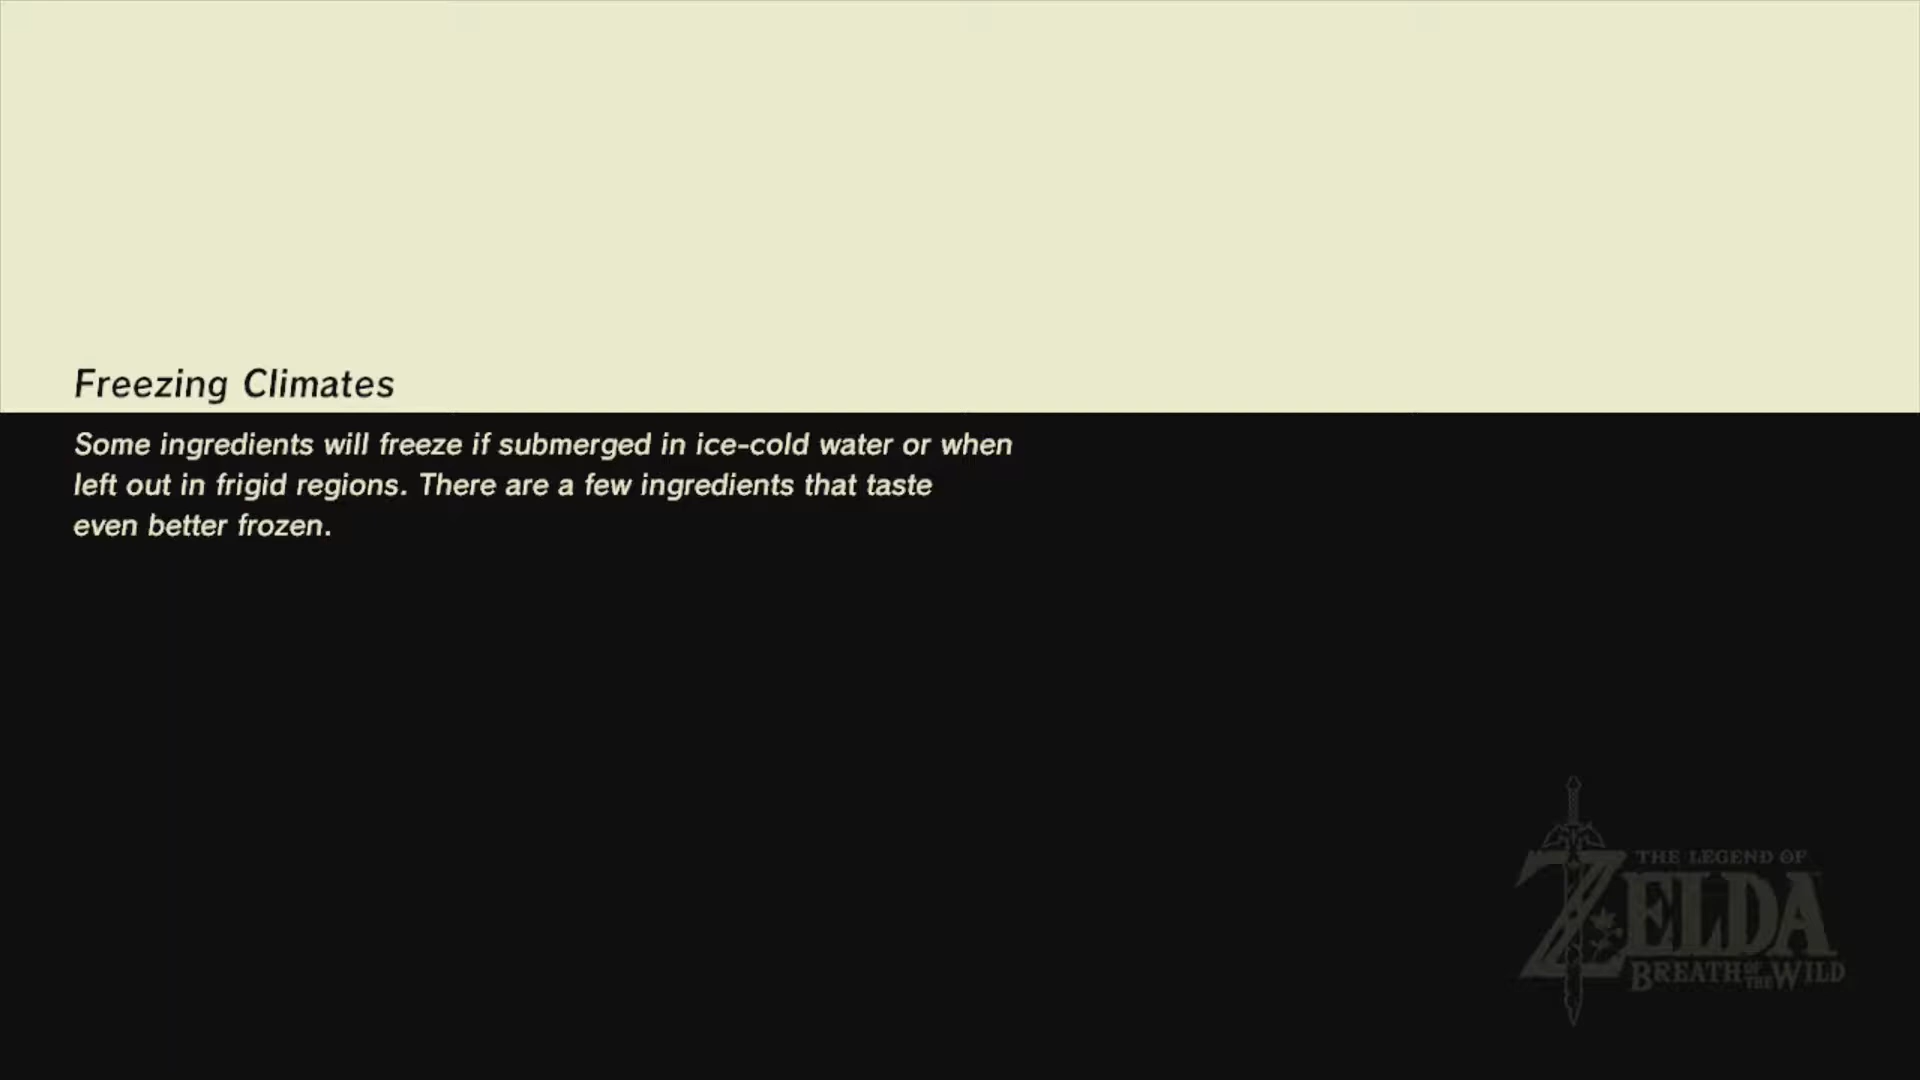 Freezing Climates
Some ingredients will freeze if submerged in ice-cold water or when
left out in frigid regions. There are a few ingredients that taste
even better frozen.
THE LEGEND OF
ZELDA
BREATH OF THE WILD